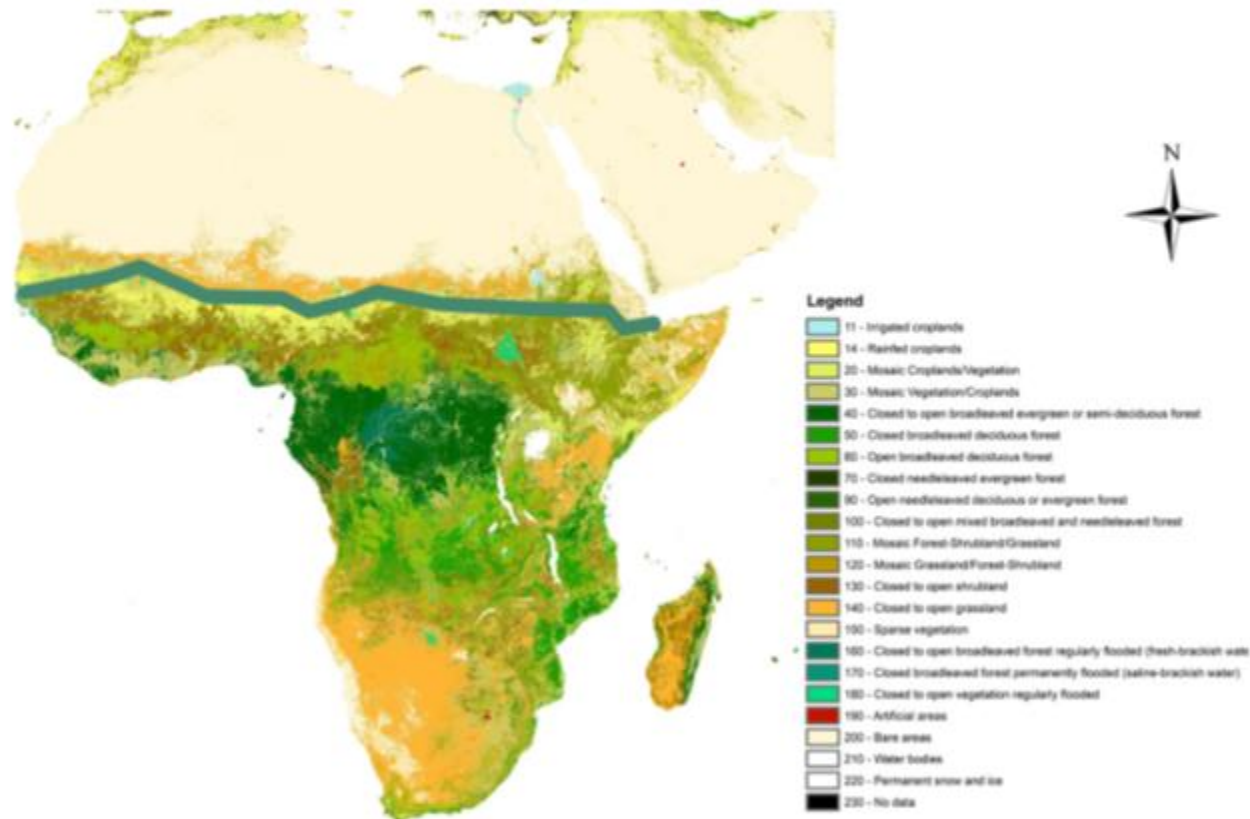 N
Legend
11 - Irrigated croplands
14 - Rainfed croplands
20 - Mosaic Croplands/Vegetation
30 - Mosaic Vegetation/Croplands
40 - Closed to open broadleaved evergreen or semi-deciduous forest
50 - Closed broadleaved deciduous forest
60 - Open broadleaved deciduous forest
70 - Closed needleleaved evergreen forest
90 - Open needleleaved deciduous or evergreen forest
100 - Closed to open mixed broadleaved and needleleaved forest
110 - Mosaic Forest-Shrubland/Grassland
120 - Mosaic Grassland/Forest-Shrubland
130 - Closed to open shrubland
140 - Closed to open grassland
150 - Sparse vegetation
160 - Closed to open broadleaved forest regularly flooded (fresh-brackish wate
170 - Closed broadleaved forest permanently flooded (saline-brackish water)
180 - Closed to open vegetation regularly flooded
190 - Artificial areas
200 - Bare areas
210 - Water bodies
220 - Permanent snow and ice
230 - No data